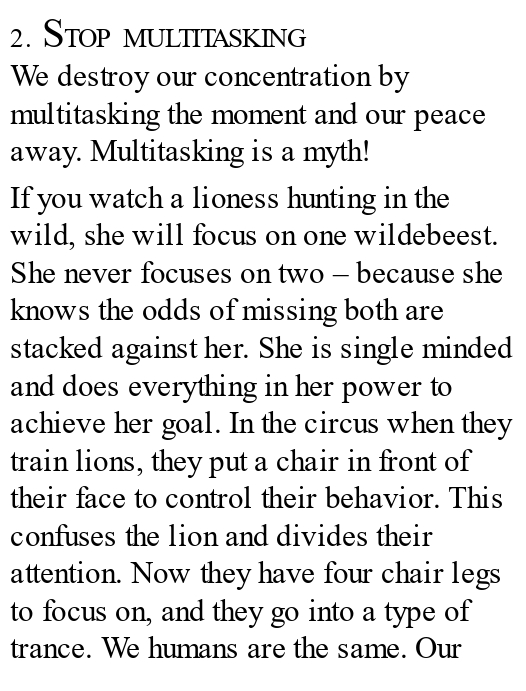 2. STOP MULTITASKING
We destroy our concentration by
multitasking the moment and our peace
away. Multitasking is a myth!
If you watch a lioness hunting in the
wild, she will focus on one wildebeest.
She never focuses on two – because she
knows the odds of missing both are
stacked against her. She is single minded
and does everything in her power to
achieve her goal. In the circus when they
train lions, they put a chair in front of
their face to control their behavior. This
confuses the lion and divides their
attention. Now they have four chair legs
to focus on, and they go into a type of
trance. We humans are the same. Our